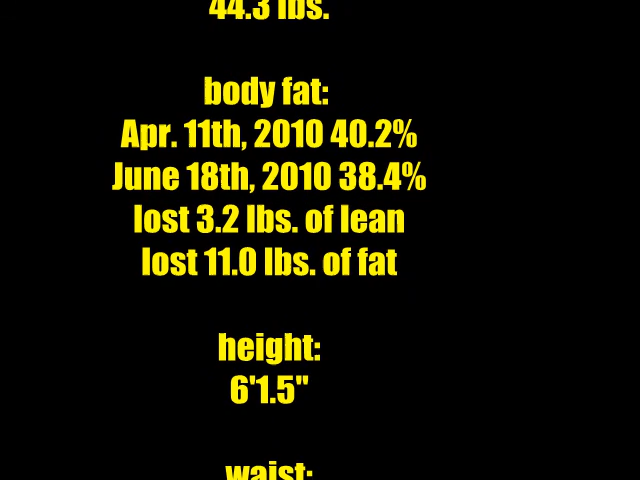 44.3 lbs.
body fat:
Apr. 11th, 2010 40.2%
June 18th, 2010 38.4%
lost 3.2 lbs. of lean
lost 11.0 lbs. of fat
height:
6'1.5"
waist: